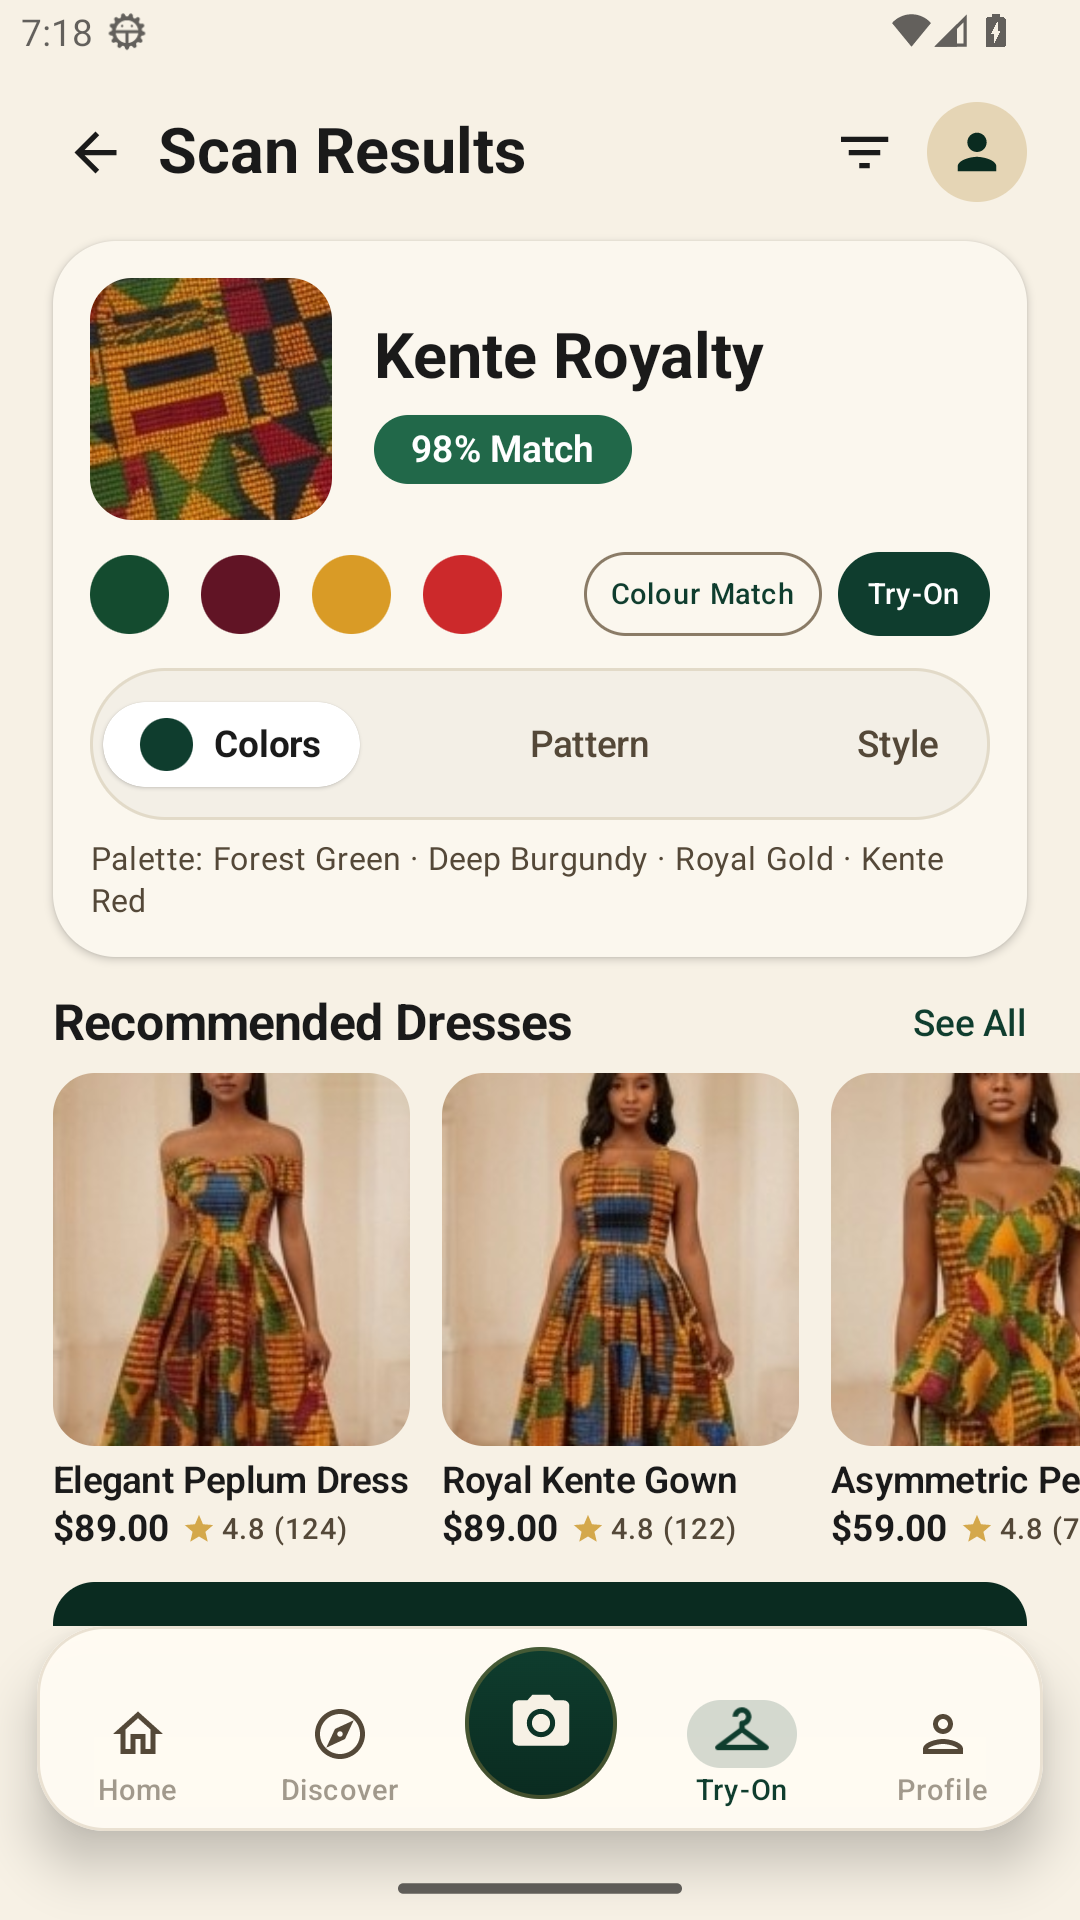 7:18
Scan Results
Kente Royalty
98% Match
Colour Match
Try-On
Colors
Pattern
Style
Palette: Forest Green · Deep Burgundy · Royal Gold · Kente
Red
Recommended Dresses
See All
Elegant Peplum Dress
$89.00
4.8 (124)
Royal Kente Gown
$89.00
4.8 (122)
Asymmetric Pe
$59.00
4.8 (7
Home
Discover
Try-On
Profile